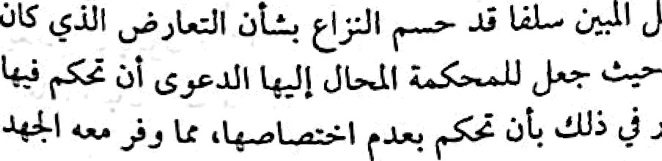 ل المبين سلفا قد حسم النزاع بشأن التعارض الذي كان
حيث جعل للمحكمة المحال إليها الدعوى أن تحكم فيها
ر في ذلك بأن تحكم بعدم اختصاصها، مما وفر معه الجهد